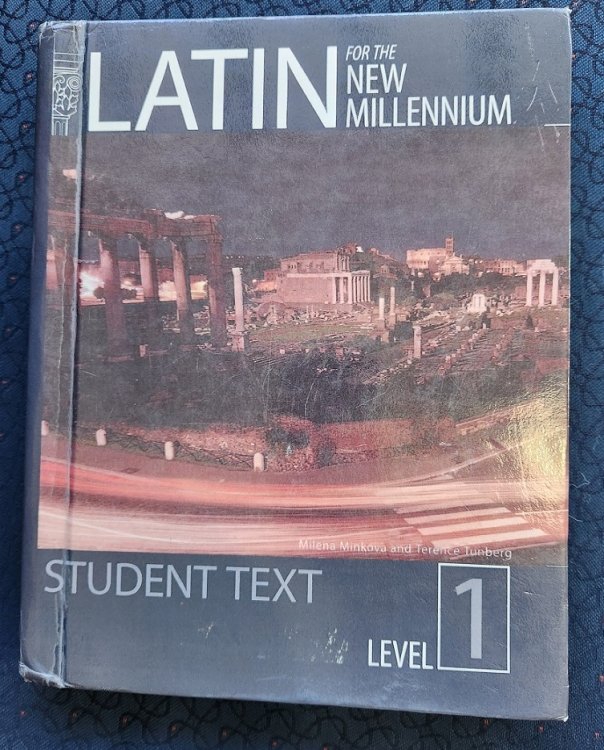 LATIN FOR THE
NEW
MILLENNIUM
Milena Minkova and Terence Tunberg
STUDENT TEXT
LEVEL 1